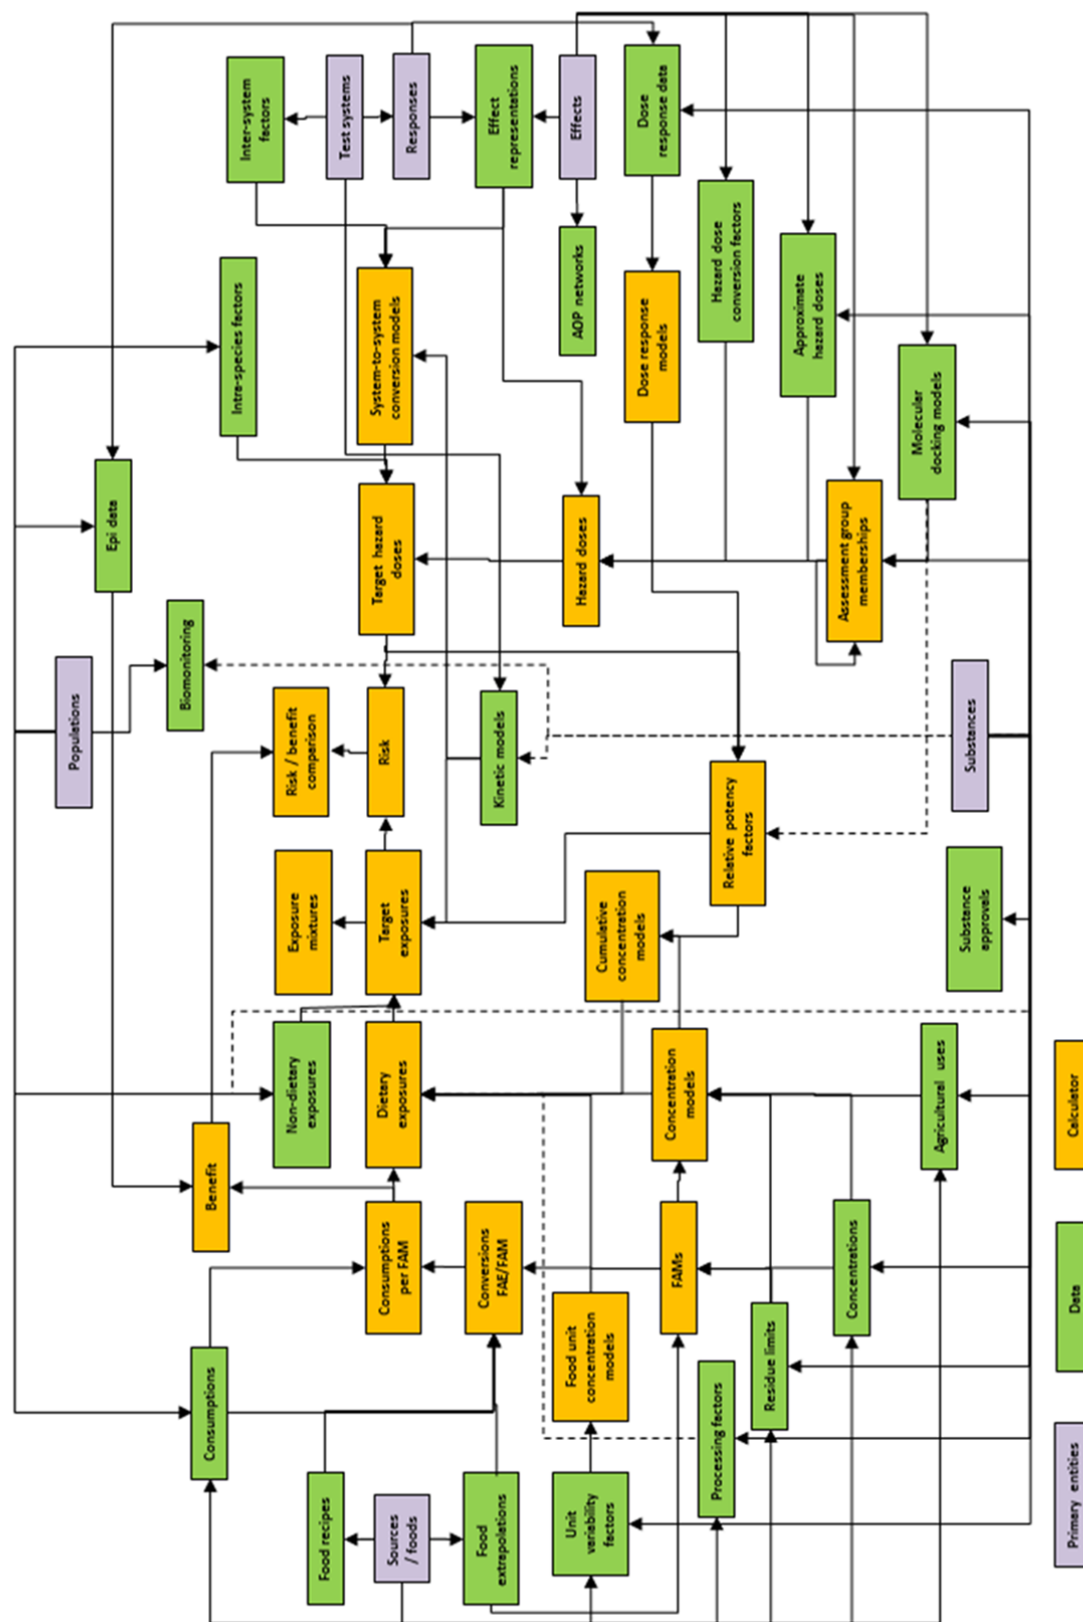 Populations
Epi data
Biomonitoring
Consumptions
Benefit
Intra-species factors
Inter-system
factors
Food recipes
Non-dietary
exposures
Exposure
mixtures
Risk / benefit
comparison
Test systems
Sources
/ foods
Consumptions
per FAM
Dietary
exposures
Target
exposures
Risk
Target hazard
doses
System-to-system
conversion models
Responses
Food
extrapolations
Conversions
FAE/FAM
Kinetic models
Effect
representations
Unit
variability
factors
Food unit
concentration
models
Cumulative
concentration
models
Hazard doses
AOP networks
Effects
FAMs
Concentration
models
Dose response
models
Dose
response data
Processing factors
Relative potency
factors
Hazard dose
conversion factors
Residue limits
Approximate
hazard doses
Concentrations
Assessment group
memberships
Agricultural uses
Molecular
docking models
Substance
approvals
Substances
Primary entities
Data
Calculator